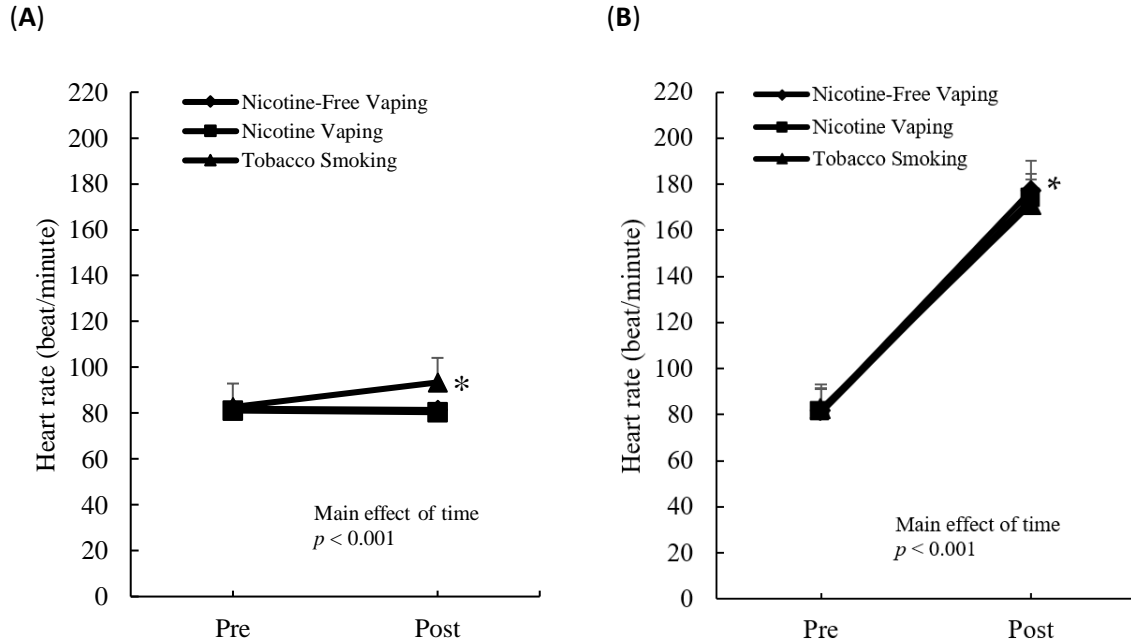 (A)
220
200
180
160
140
120
100
80
60
40
20
0
Heart rate (beat/minute)
Nicotine-Free Vaping
Nicotine Vaping
Tobacco Smoking
*
Main effect of time
p < 0.001
Pre Post
(B)
220
200
180
160
140
120
100
80
60
40
20
0
Heart rate (beat/minute)
Nicotine-Free Vaping
Nicotine Vaping
Tobacco Smoking
*
Main effect of time
p < 0.001
Pre Post